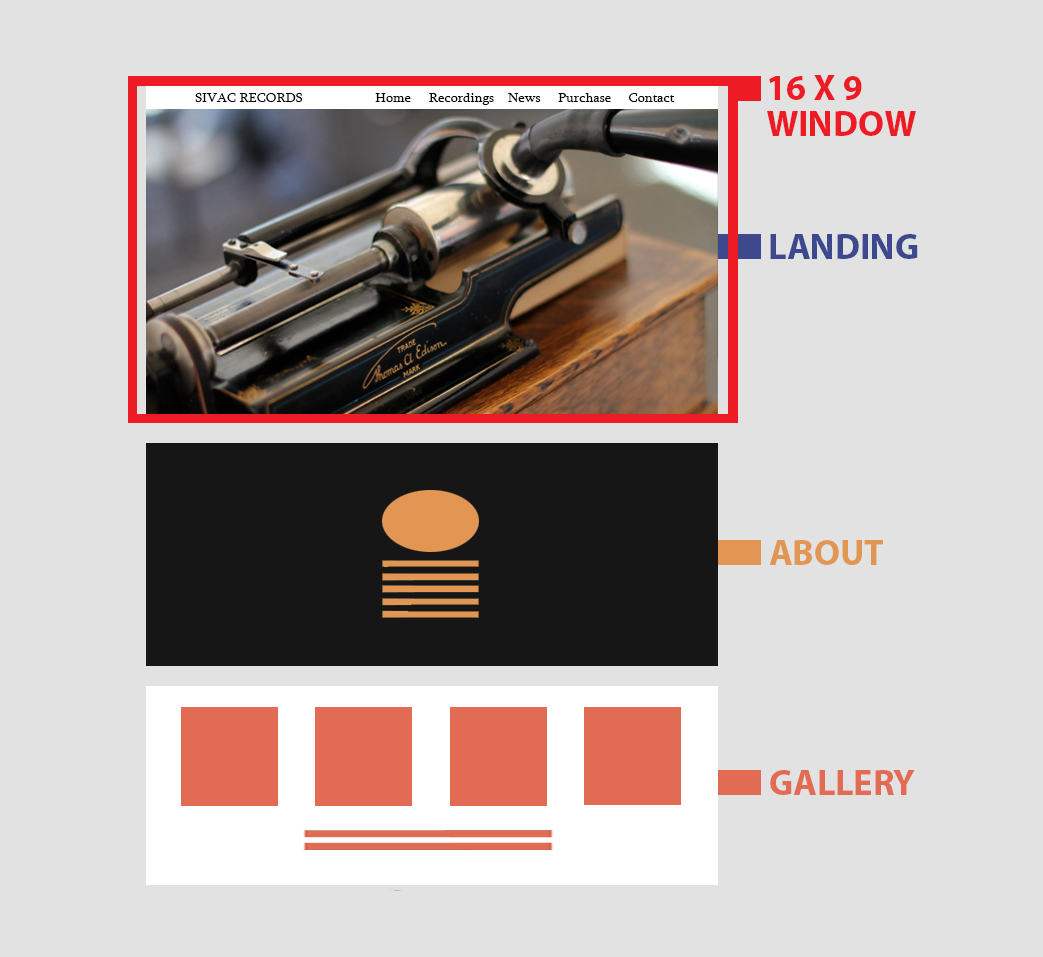 SIVAC RECORDS Home Recordings News Purchase Contact
16 X 9
WINDOW
LANDING
TRADE
Thomas A Edison
MARK
ABOUT
GALLERY